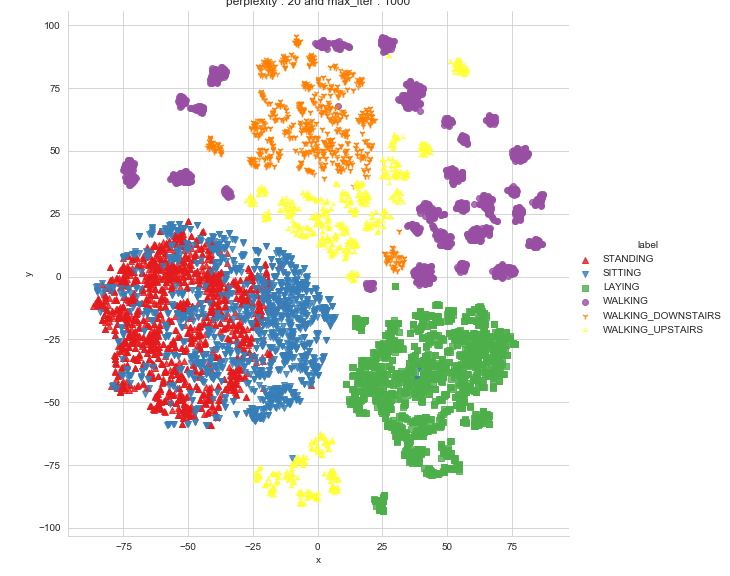 perplexity : 20 and max_iter : 1000
100
75
50
25
0
−25
−50
−75
−100
y
−75
−50
−25
0
25
50
75
x
label
STANDING
SITTING
LAYING
WALKING
WALKING_DOWNSTAIRS
WALKING_UPSTAIRS